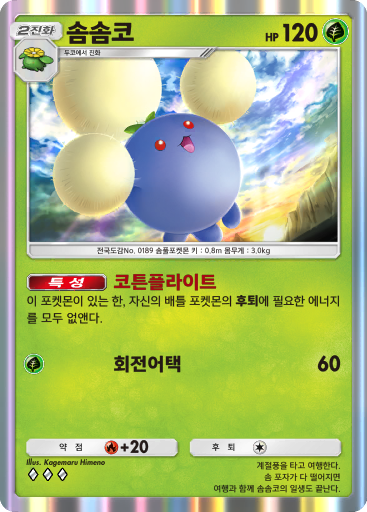 2진화 솜솜코 HP 120
두코에서 진화
전국도감No. 0189 솜풀포켓몬 키 : 0.8m 몸무게 : 3.0kg
특성 코튼플라이트
이 포켓몬이 있는 한, 자신의 배틀 포켓몬의 후퇴에 필요한 에너지
를 모두 없앤다.
회전어택 60
약점 +20 후퇴
Illus. Kagemaru Himeno
계절풍을 타고 여행한다.
솜 포자가 다 떨어지면
여행과 함께 솜솜코의 일생도 끝난다.